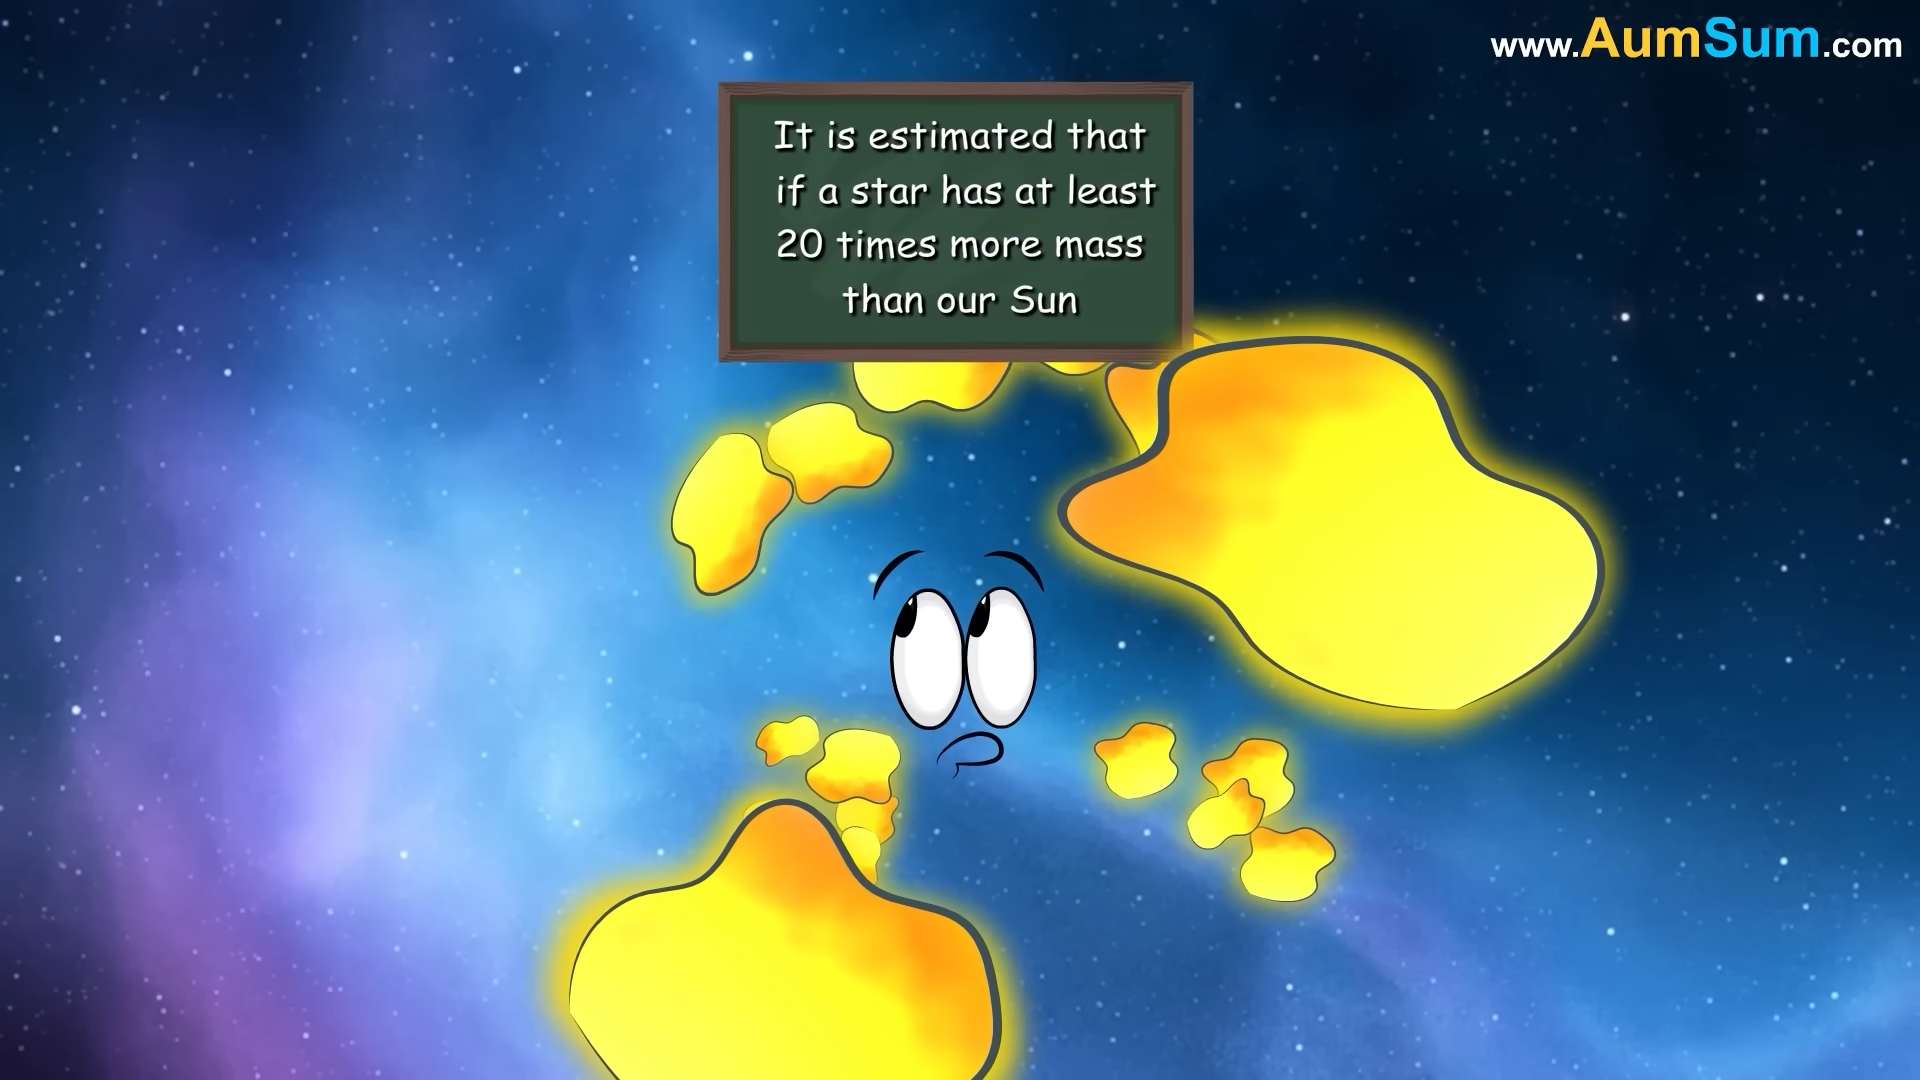 www.AumSum.com
It is estimated that
if a star has at least
20 times more mass
than our Sun